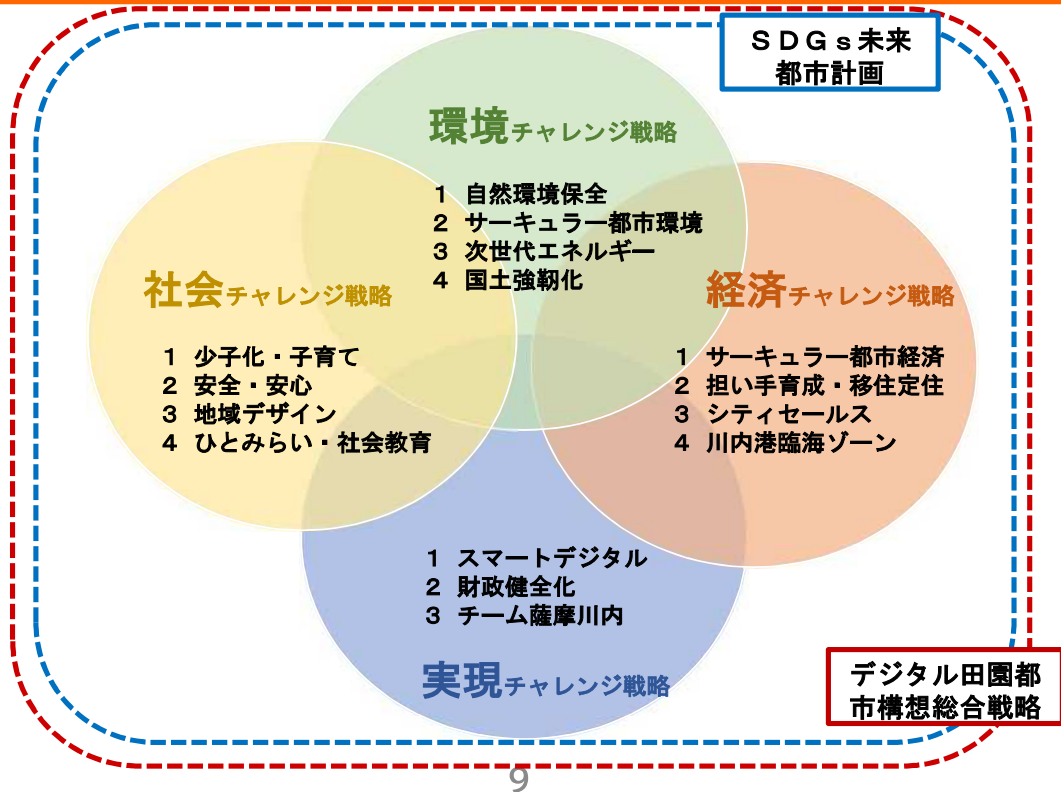 ＳＤＧｓ未来
都市計画
環境チャレンジ戦略
１　自然環境保全
２　サーキュラー都市環境
３　次世代エネルギー
４　国土強靭化
社会チャレンジ戦略
１　少子化・子育て
２　安全・安心
３　地域デザイン
４　ひとみらい・社会教育
経済チャレンジ戦略
１　サーキュラー都市経済
２　担い手育成・移住定住
３　シティセールス
４　川内港臨海ゾーン
１　スマートデジタル
２　財政健全化
３　チーム薩摩川内
実現チャレンジ戦略
デジタル田園都
市構想総合戦略
9